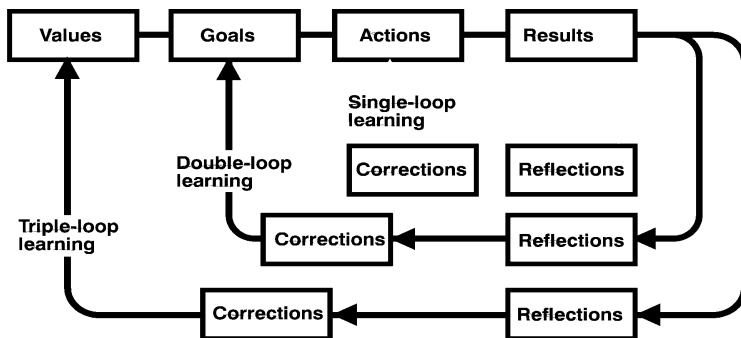 Values
Goals
Actions
Results
Single-loop
learning
Corrections
Reflections
Double-loop
learning
Corrections
Reflections
Triple-loop
learning
Corrections
Reflections